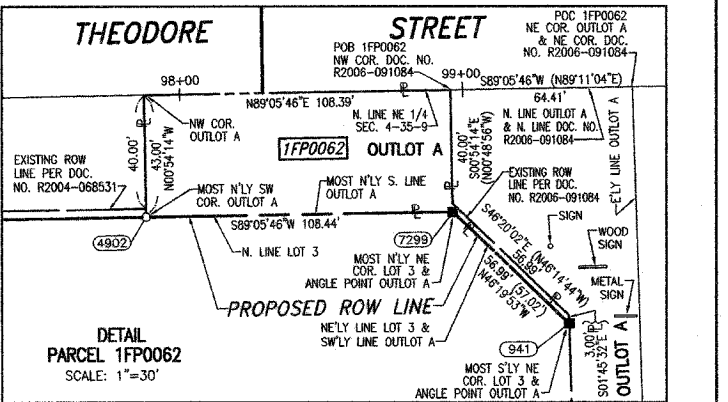 THEODORE
STREET
POC 1FP0062
NE COR. OUTLOT A
& NE COR. DOC.
NO. R2006-091084
POB 1FP0062
NW COR. DOC. NO.
R2006-091084
98+00
99+00
S89°05'46"W (N89°11'04"E)
64.41'
N89°05'46"E 108.39'
N. LINE NE 1/4
SEC. 4-35-9
N. LINE OUTLOT A
& N. LINE DOC. NO.
R2006-091084
NW COR.
OUTLOT A
1FP0062
OUTLOT A
40.00'
43.00'
N00°54'14"W
40.00'
S00°54'14"E
(N00°48'56"W)
E'LY LINE OUTLOT A
EXISTING ROW
LINE PER DOC.
NO. R2004-068531
EXISTING ROW
LINE PER DOC.
NO. R2006-091084
MOST N'LY SW
COR. OUTLOT A
MOST N'LY S. LINE
OUTLOT A
S89°05'46"W 108.44'
SIGN
WOOD
SIGN
4902
N. LINE LOT 3
7299
S46°20'02"E (N46°14'44"W)
56.99'
56.98' (57.02')
N46°19'53"W
METAL
SIGN
MOST N'LY NE
COR. LOT 3 &
ANGLE POINT OUTLOT A
PROPOSED ROW LINE
NE'LY LINE LOT 3 &
SW'LY LINE OUTLOT A
DETAIL
PARCEL 1FP0062
SCALE: 1"=30'
941
3.00'
S01°45'32"E
OUTLOT A
MOST S'LY NE
COR. LOT 3 &
ANGLE POINT OUTLOT A